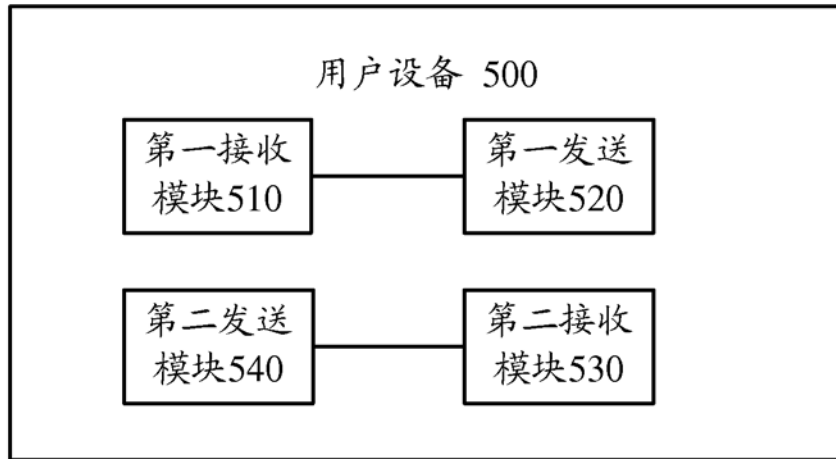 用户设备 500
第一接收
模块510
第一发送
模块520
第二发送
模块540
第二接收
模块530